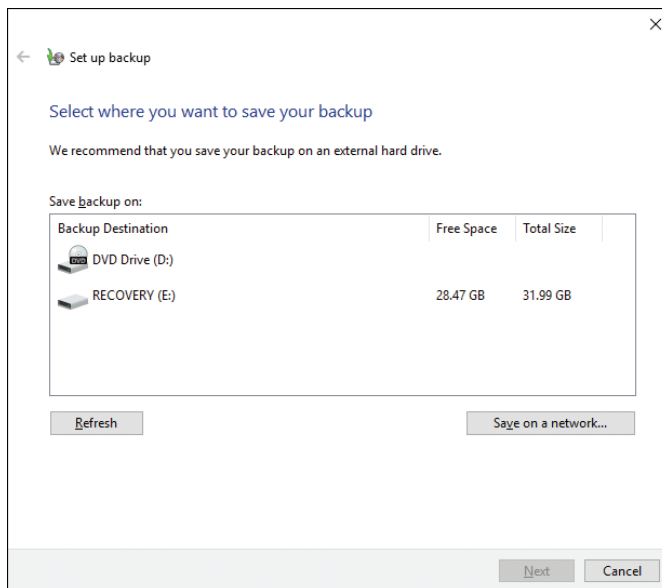 Set up backup
Select where you want to save your backup
We recommend that you save your backup on an external hard drive.
Save backup on:
Backup Destination Free Space Total Size
DVD
DVD Drive (D:)
RECOVERY (E:) 28.47 GB 31.99 GB
Refresh Save on a network...
Next Cancel